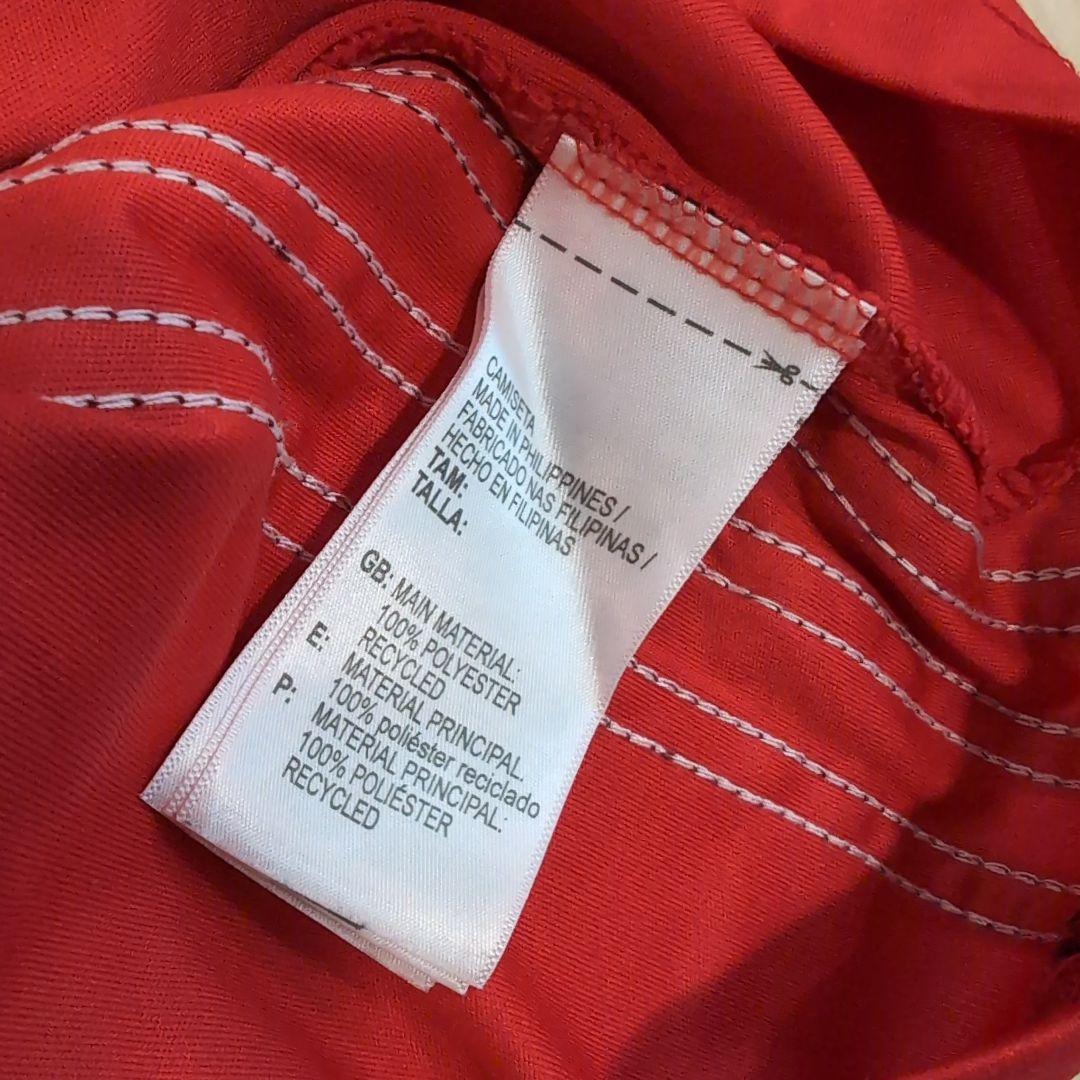 CAMISETA
MADE IN PHILIPPINES /
FABRICADO NAS FILIPINAS /
HECHO EN FILIPINAS
TAM:
TALLA:
GB: MAIN MATERIAL:
100% POLYESTER
RECYCLED
E: MATERIAL PRINCIPAL.
100% poliéster reciclado
P: MATERIAL PRINCIPAL:
100% POLIÉSTER
RECYCLED